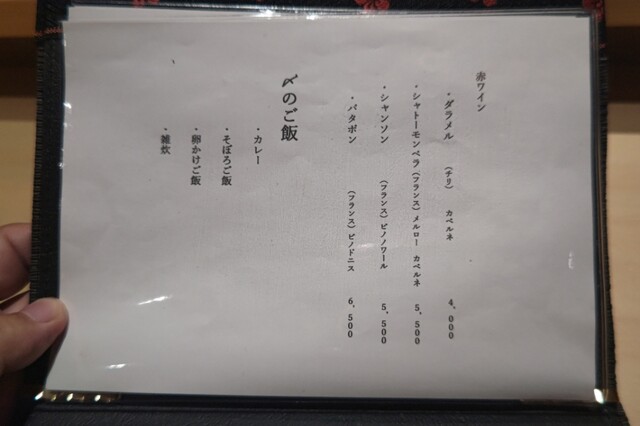 赤ワイン
・ダラメル （チリ） カベルネ 4,000
・シャトーモンペラ（フランス）メルロー カベルネ 5,500
・シャンソン （フランス）ピノノワール 5,500
・パタポン （フランス）ピノドニス 6,500
〆のご飯
・カレー
・そぼろご飯
・卵かけご飯
・雑炊